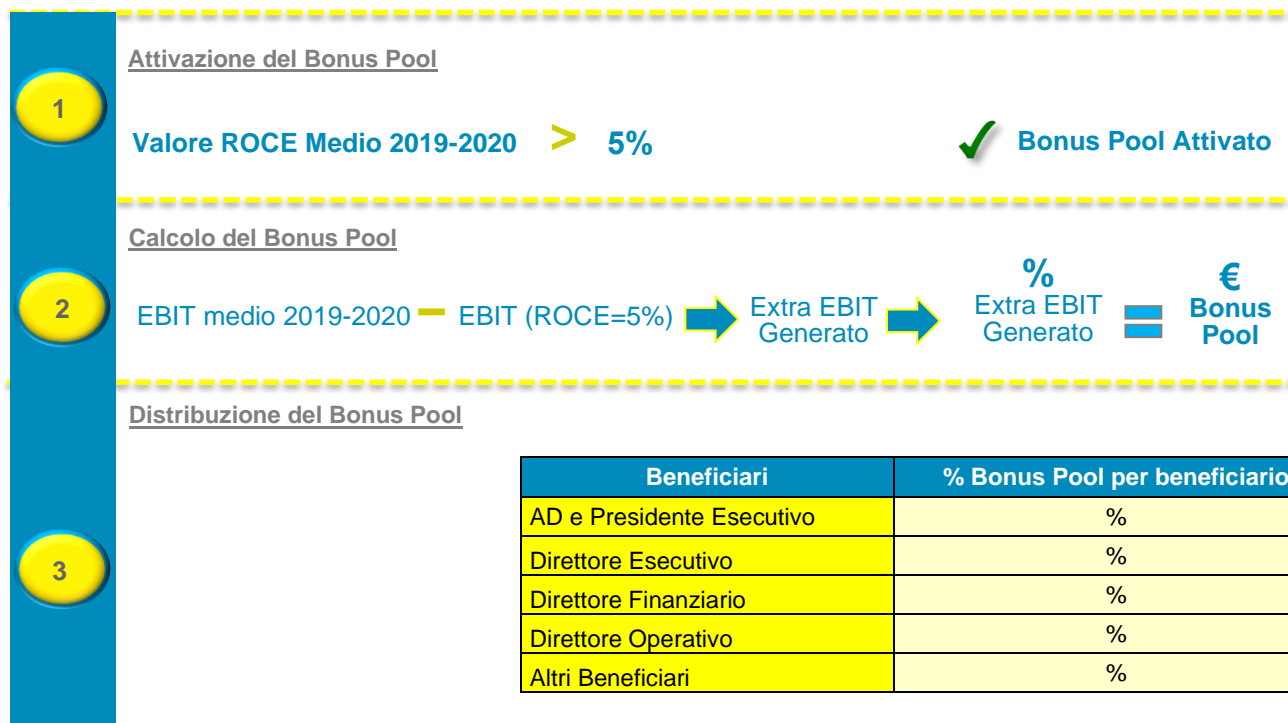 Attivazione del Bonus Pool
1
Valore ROCE Medio 2019-2020 > 5% Bonus Pool Attivato
Calcolo del Bonus Pool
2
EBIT medio 2019-2020 – EBIT (ROCE=5%)
Extra EBIT
Generato
%
Extra EBIT
Generato
=
€
Bonus
Pool
Distribuzione del Bonus Pool
3
Beneficiari % Bonus Pool per beneficiario
AD e Presidente Esecutivo %
Direttore Esecutivo %
Direttore Finanziario %
Direttore Operativo %
Altri Beneficiari %